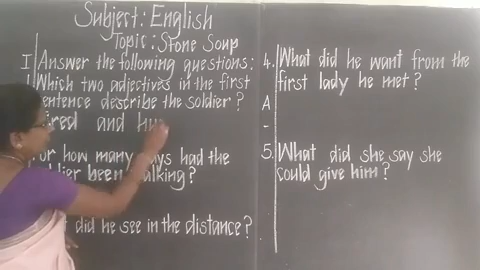 Subject: English
Topic: Stone Soup
I Answer the following questions:
Which two adjectives in the first
sentence describe the soldier?
and hu
how many had the
been
did he see in the distance?
4. What did he want from the
first lady he met?
A
-
5. What did she say she
could give him?